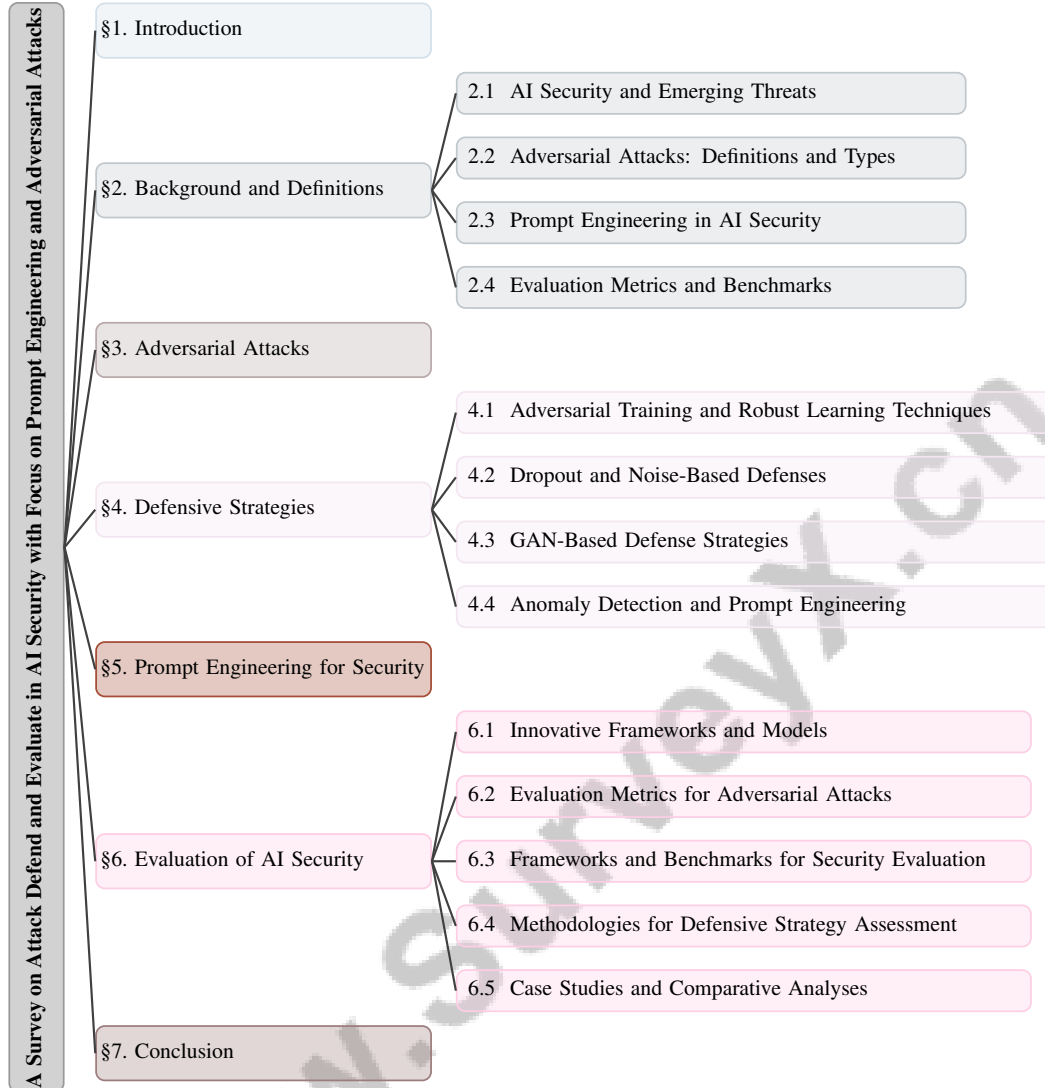 A Survey on Attack Defend and Evaluate in AI Security with Focus on Prompt Engineering and Adversarial Attacks
§1. Introduction
§2. Background and Definitions
2.1 AI Security and Emerging Threats
2.2 Adversarial Attacks: Definitions and Types
2.3 Prompt Engineering in AI Security
2.4 Evaluation Metrics and Benchmarks
§3. Adversarial Attacks
§4. Defensive Strategies
4.1 Adversarial Training and Robust Learning Techniques
4.2 Dropout and Noise-Based Defenses
4.3 GAN-Based Defense Strategies
4.4 Anomaly Detection and Prompt Engineering
§5. Prompt Engineering for Security
§6. Evaluation of AI Security
6.1 Innovative Frameworks and Models
6.2 Evaluation Metrics for Adversarial Attacks
6.3 Frameworks and Benchmarks for Security Evaluation
6.4 Methodologies for Defensive Strategy Assessment
6.5 Case Studies and Comparative Analyses
§7. Conclusion
w.surveyx.cn